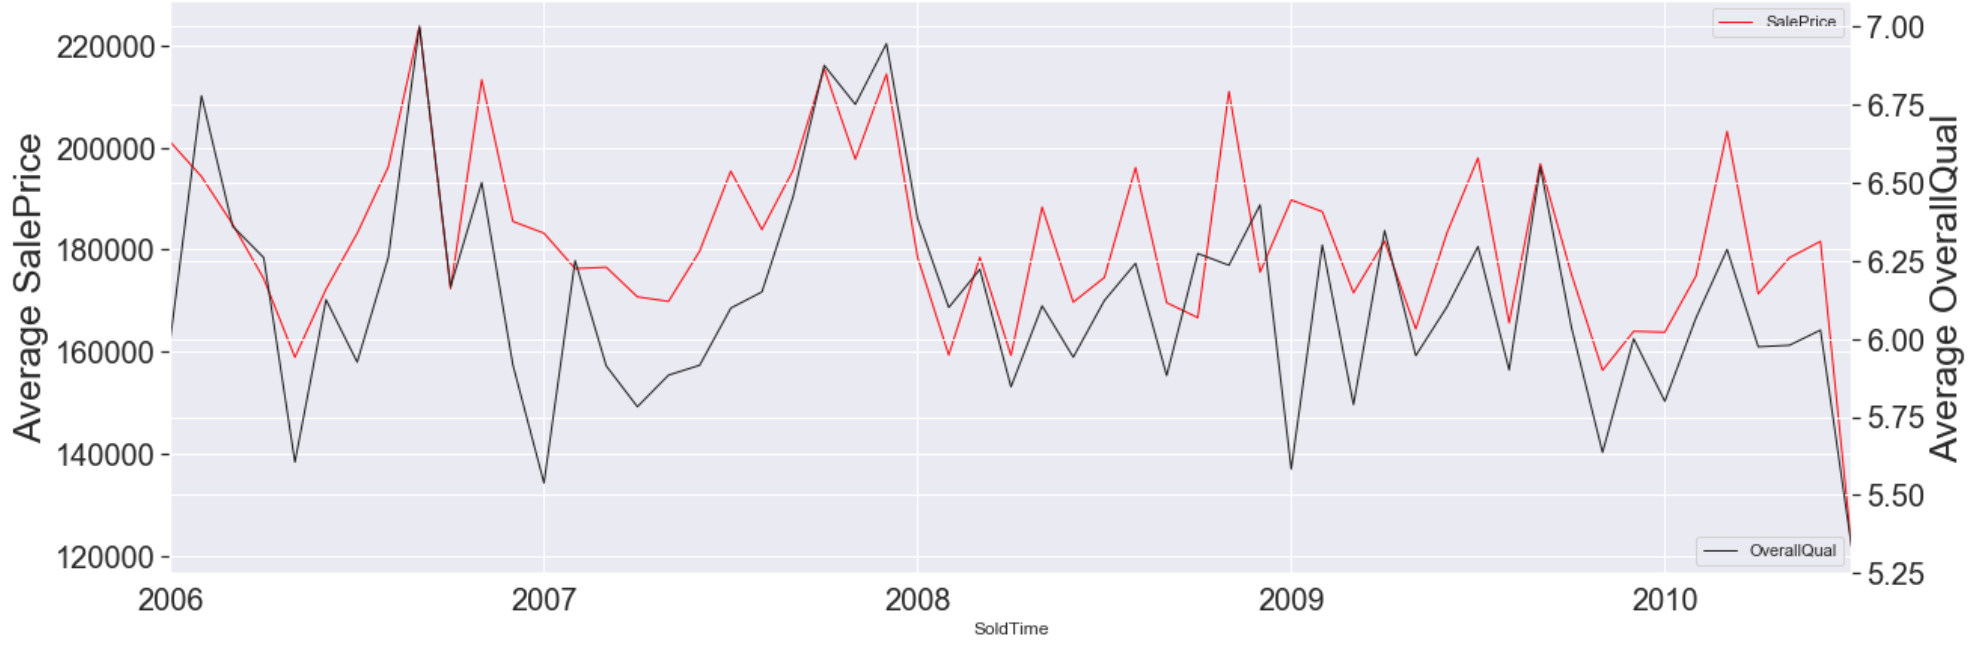 Average SalePrice
220000
200000
180000
160000
140000
120000
SalePrice
OverallQual
7.00
6.75
6.50
6.25
6.00
5.75
5.50
5.25
Average OverallQual
2006 2007 2008 2009 2010
SoldTime